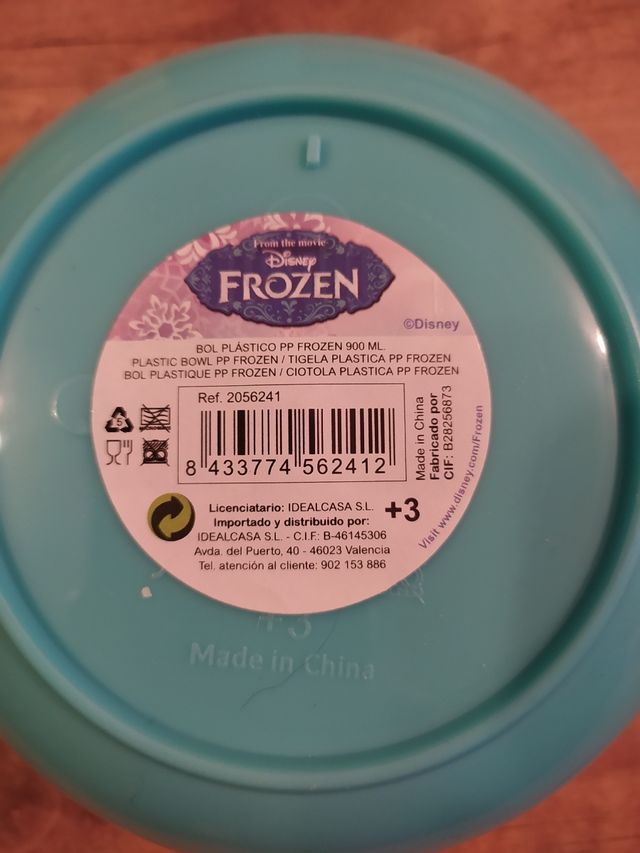 From the movie
Disney
FROZEN
©Disney
BOL PLÁSTICO PP FROZEN 900 ML.
PLASTIC BOWL PP FROZEN / TIGELA PLASTICA PP FROZEN
BOL PLASTIQUE PP FROZEN / CIOTOLA PLASTICA PP FROZEN
Ref. 2056241
5
8 433774 562412
Made in China
Fabricado por
CIF: B28256873
Visit www.disney.com/Frozen
Licenciatario: IDEALCASA S.L.
+3
Importado y distribuido por:
IDEALCASA S.L. - C.I.F.: B-46145306
Avda. del Puerto, 40 - 46023 Valencia
Tel. atención al cliente: 902 153 886
+3
Made in China